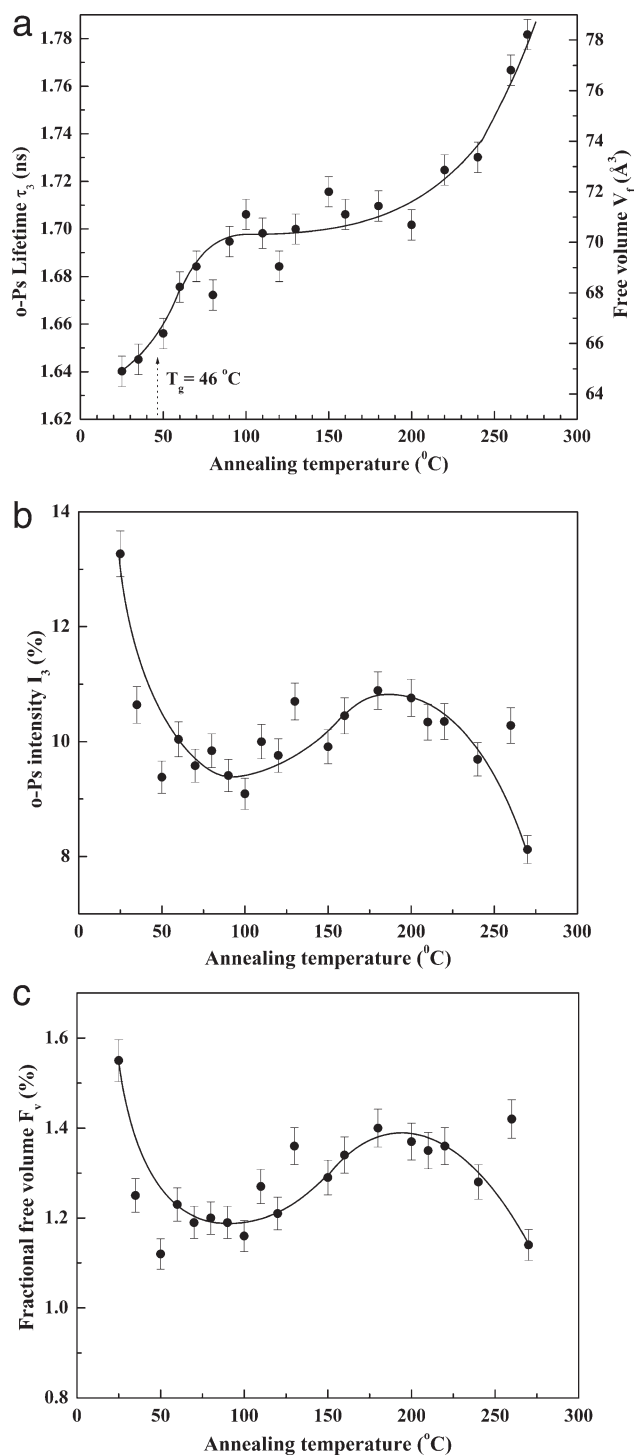 a
1.78
1.76
1.74
1.72
1.70
1.68
1.66
1.64
1.62
o-Ps Lifetime τ₃ (ns)
78
76
74
72
70
68
66
64
Free volume V_f (Å³)
T_g = 46 °C
0 50 100 150 200 250 300
Annealing temperature (⁰C)
b
14
12
10
8
o-Ps intensity I₃ (%)
0 50 100 150 200 250 300
Annealing temperature (⁰C)
c
1.6
1.4
1.2
1.0
0.8
Fractional free volume F_v (%)
0 50 100 150 200 250 300
Annealing temperature (⁰C)